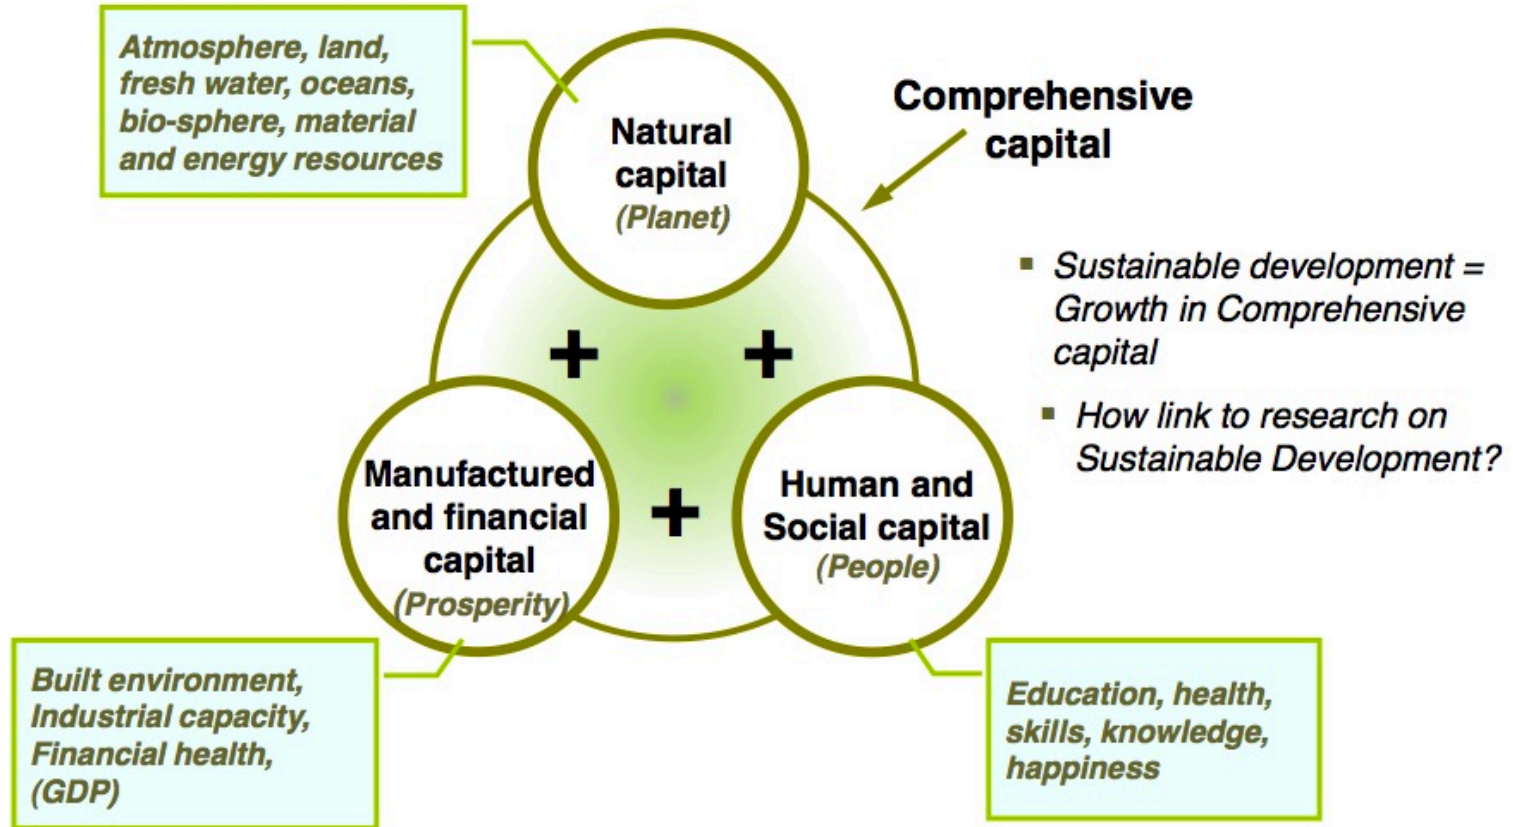 Atmosphere, land,
fresh water, oceans,
bio-sphere, material
and energy resources
Natural
capital
(Planet)
Comprehensive
capital
▪ Sustainable development =
Growth in Comprehensive
capital
▪ How link to research on
Sustainable Development?
+ +
+
Manufactured
and financial
capital
(Prosperity)
Human and
Social capital
(People)
Built environment,
Industrial capacity,
Financial health,
(GDP)
Education, health,
skills, knowledge,
happiness